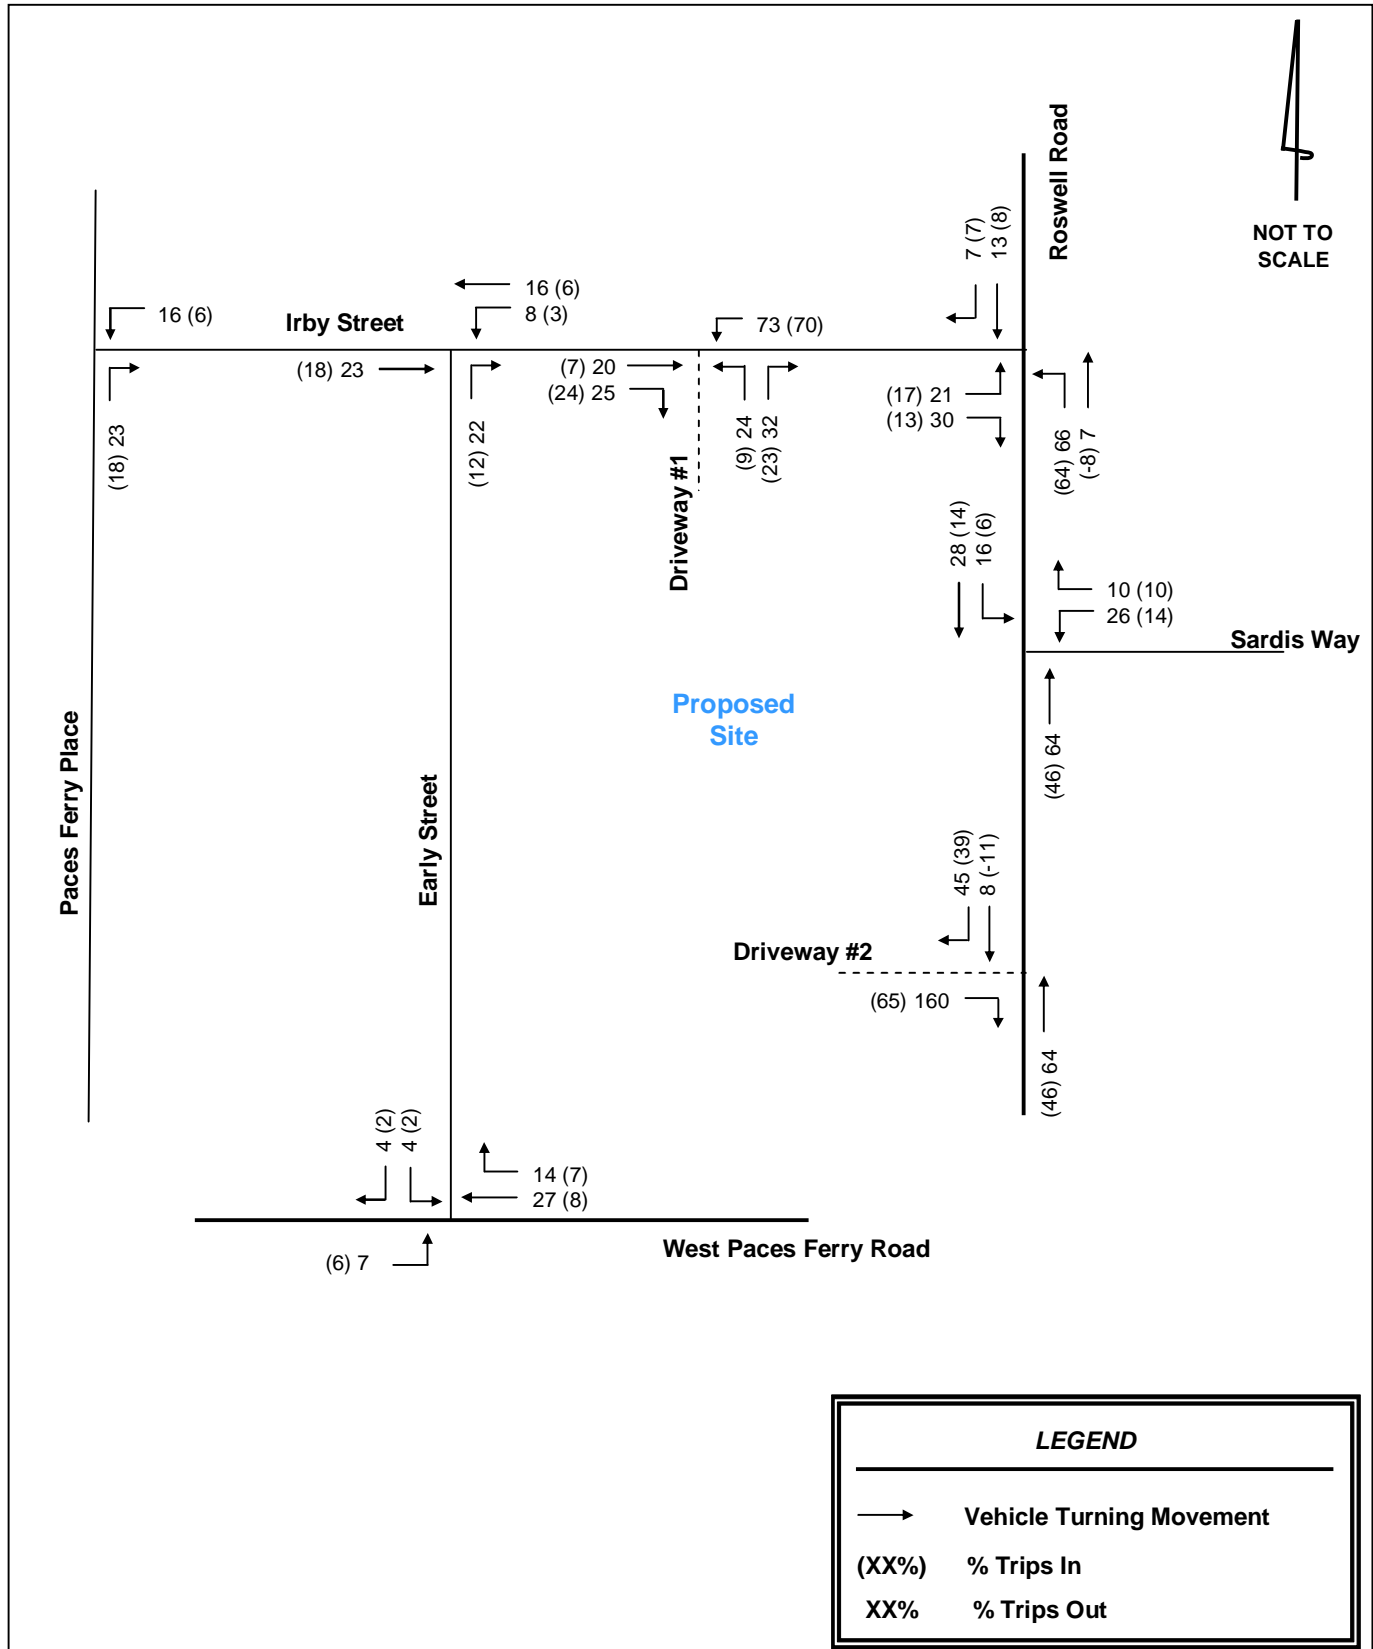 Roswell Road
NOT TO
SCALE
7 (7)
13 (8)
16 (6)
8 (3)
16 (6)
Irby Street
73 (70)
(18) 23
(7) 20
(24) 25
(17) 21
(13) 30
(18) 23
(12) 22
(9) 24
(23) 32
(64) 66
(-8) 7
Driveway #1
28 (14)
16 (6)
10 (10)
26 (14)
Sardis Way
Proposed
Site
(46) 64
Paces Ferry Place
Early Street
45 (39)
8 (-11)
Driveway #2
(65) 160
(46) 64
4 (2)
4 (2)
14 (7)
27 (8)
West Paces Ferry Road
(6) 7
LEGEND
Vehicle Turning Movement
(XX%) % Trips In
XX% % Trips Out